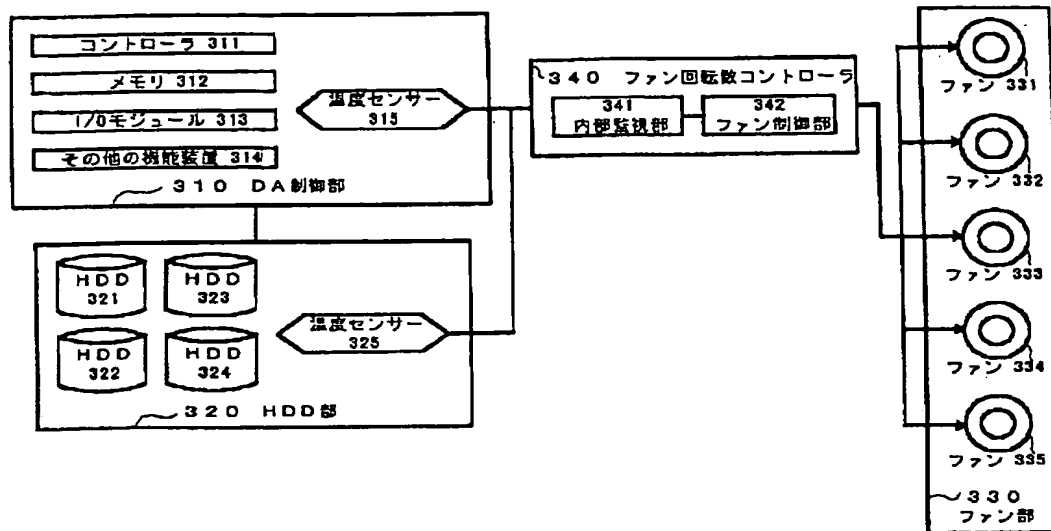 コントローラ 311
メモリ 312
I/Oモジュール 313
その他の機能装置 314
温度センサー
315
310 DA制御部
HDD
321
HDD
323
HDD
322
HDD
324
温度センサー
325
320 HDD部
340 ファン回転数コントローラ
341
内部監視部
342
ファン制御部
ファン 331
ファン 332
ファン 333
ファン 334
ファン 335
330
ファン部